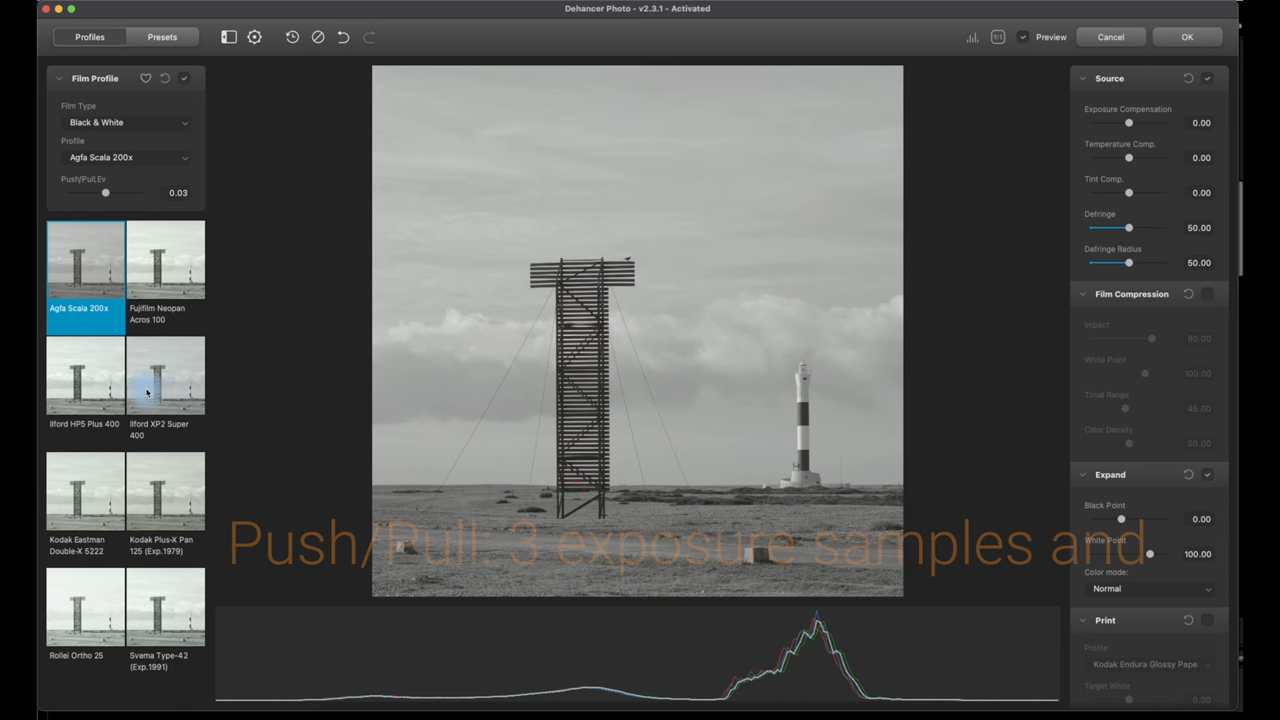 Dehancer Photo - v2.3.1 - Activated
Profiles
Presets
1:1
Preview
Cancel
OK
Film Profile
Film Type
Black & White
Profile
Agfa Scala 200x
Push/Pull,Ev
0.03
Agfa Scala 200x
Fujifilm Neopan
Acros 100
Ilford HP5 Plus 400
Ilford XP2 Super
400
Kodak Eastman
Double-X 5222
Kodak Plus-X Pan
125 (Exp.1979)
Rollei Ortho 25
Svema Type-42
(Exp.1991)
Push/Pull. 3 exposure samples and
Source
Exposure Compensation
0.00
Temperature Comp.
0.00
Tint Comp.
0.00
Defringe
50.00
Defringe Radius
50.00
Film Compression
Impact
80.00
White Point
100.00
Tonal Range
45.00
Color Density
50.00
Expand
Black Point
0.00
White Point
100.00
Color mode:
Normal
Print
Profile
Kodak Endura Glossy Pape
Target White
0.00